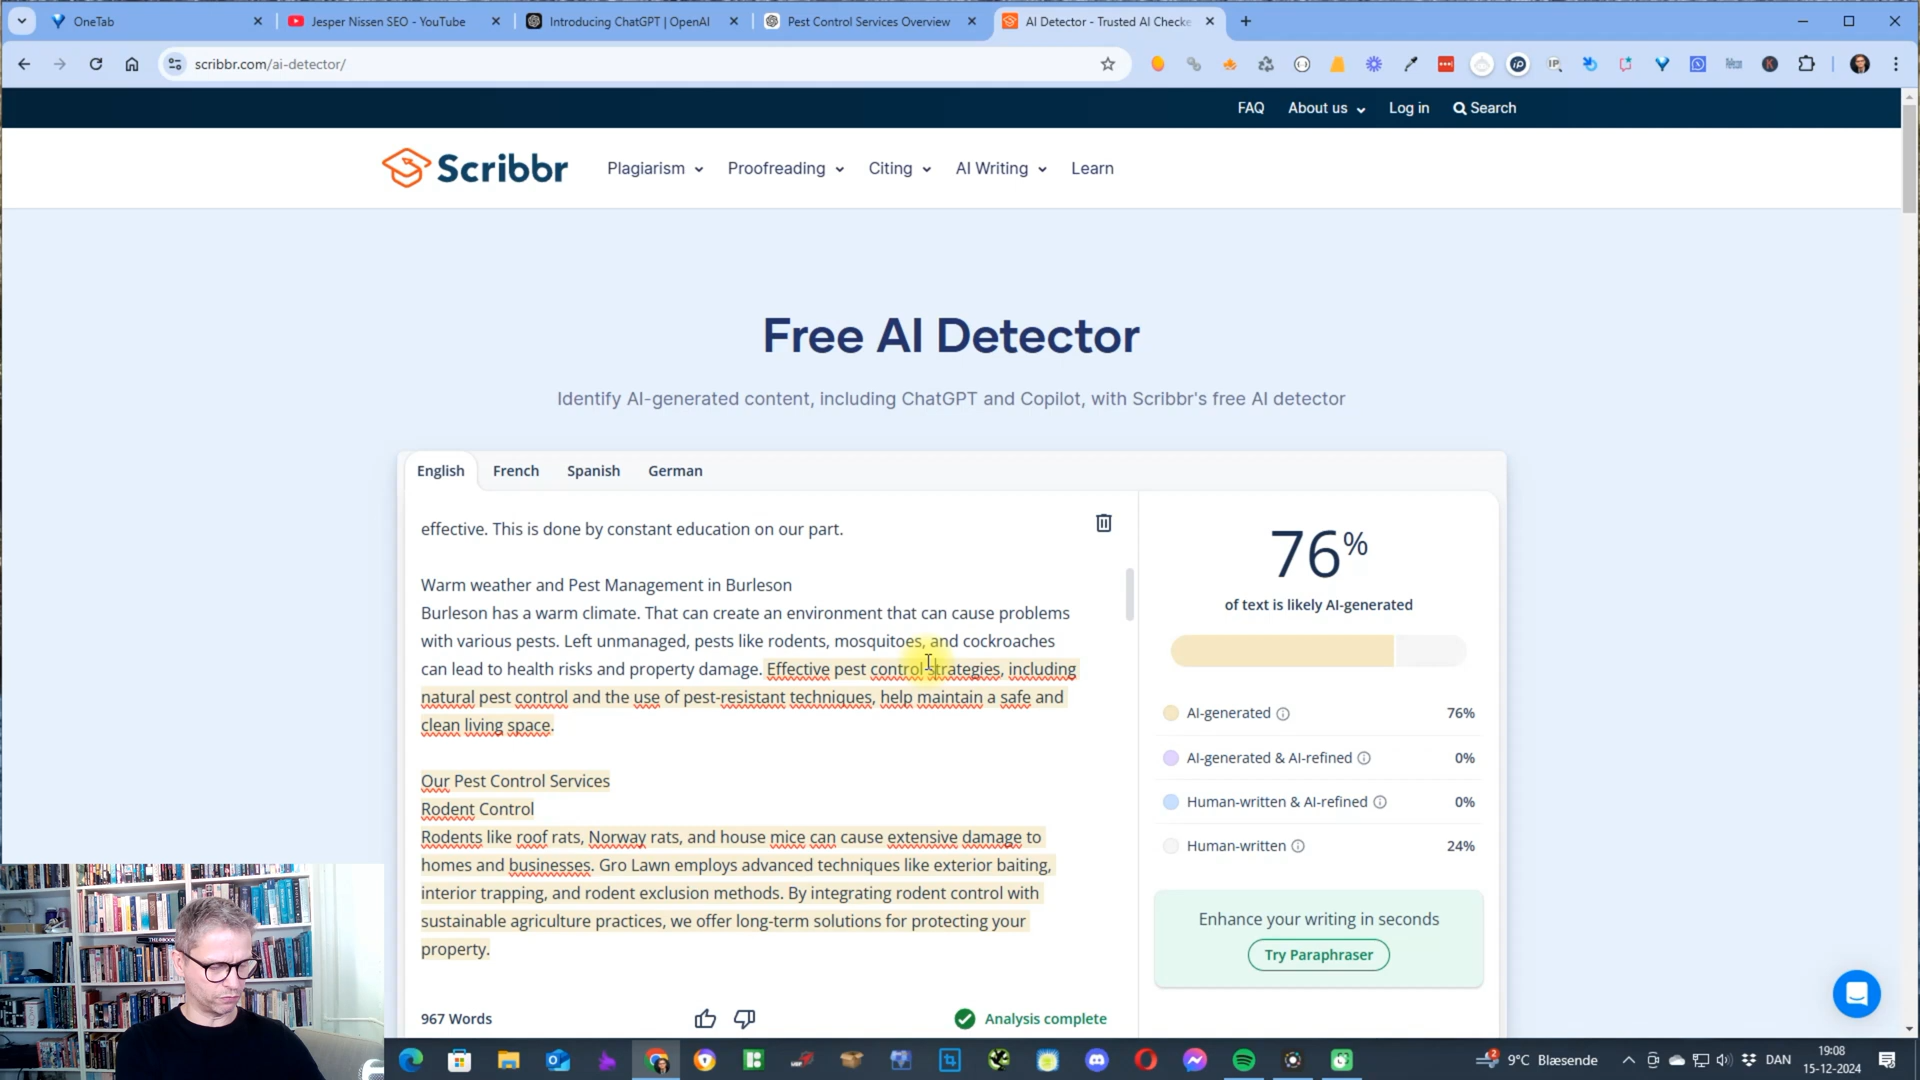 OneTab
Jesper Nissen SEO - YouTube
Introducing ChatGPT | OpenAI
Pest Control Services Overview
AI Detector - Trusted AI Checke
scribbr.com/ai-detector/
FAQ
About us
Log in
Search
Scribbr
Plagiarism
Proofreading
Citing
AI Writing
Learn
Free AI Detector
Identify AI-generated content, including ChatGPT and Copilot, with Scribbr's free AI detector
English
French
Spanish
German
effective. This is done by constant education on our part.
Warm weather and Pest Management in Burleson
Burleson has a warm climate. That can create an environment that can cause problems
with various pests. Left unmanaged, pests like rodents, mosquitoes, and cockroaches
can lead to health risks and property damage. Effective pest control strategies, including
natural pest control and the use of pest-resistant techniques, help maintain a safe and
clean living space.
Our Pest Control Services
Rodent Control
Rodents like roof rats, Norway rats, and house mice can cause extensive damage to
homes and businesses. Gro Lawn employs advanced techniques like exterior baiting,
interior trapping, and rodent exclusion methods. By integrating rodent control with
sustainable agriculture practices, we offer long-term solutions for protecting your
property.
967 Words
Analysis complete
76%
of text is likely AI-generated
AI-generated 76%
AI-generated & AI-refined 0%
Human-written & AI-refined 0%
Human-written 24%
Enhance your writing in seconds
Try Paraphraser
2
9°C Blæsende
DAN
19:08
15-12-2024